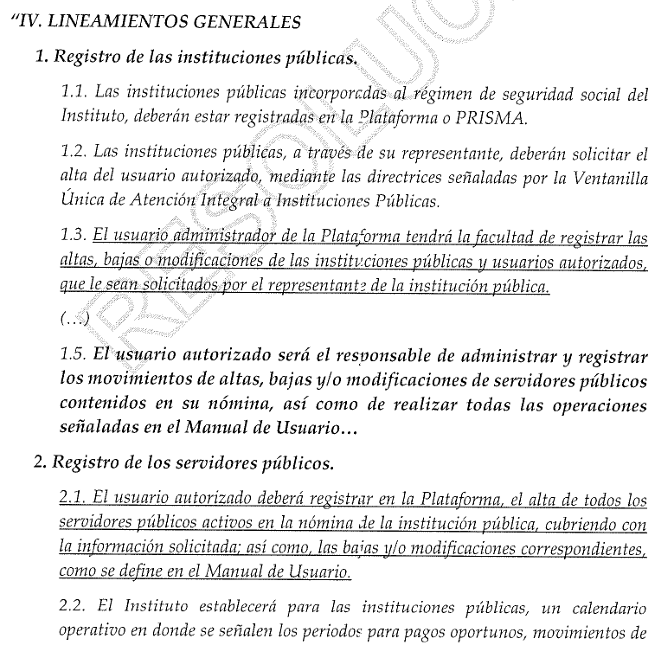 "IV. LINEAMIENTOS GENERALES
1. Registro de las instituciones públicas.
1.1. Las instituciones públicas incorporadas al régimen de seguridad social del
Instituto, deberán estar registradas en la Plataforma o PRISMA.
1.2. Las instituciones públicas, a través de su representante, deberán solicitar el
alta del usuario autorizado, mediante las directrices señaladas por la Ventanilla
Única de Atención Integral a Instituciones Públicas.
1.3. El usuario administrador de la Plataforma tendrá la facultad de registrar las
altas, bajas o modificaciones de las instituciones públicas y usuarios autorizados,
que le sean solicitados por el representante de la institución pública.
(...)
1.5. El usuario autorizado será el responsable de administrar y registrar
los movimientos de altas, bajas y/o modificaciones de servidores públicos
contenidos en su nómina, así como de realizar todas las operaciones
señaladas en el Manual de Usuario...
2. Registro de los servidores públicos.
2.1. El usuario autorizado deberá registrar en la Plataforma, el alta de todos los
servidores públicos activos en la nómina de la institución pública, cubriendo con
la información solicitada; así como, las bajas y/o modificaciones correspondientes,
como se define en el Manual de Usuario.
2.2. El Instituto establecerá para las instituciones públicas, un calendario
operativo en donde se señalen los periodos para pagos oportunos, movimientos de
RESOLUC